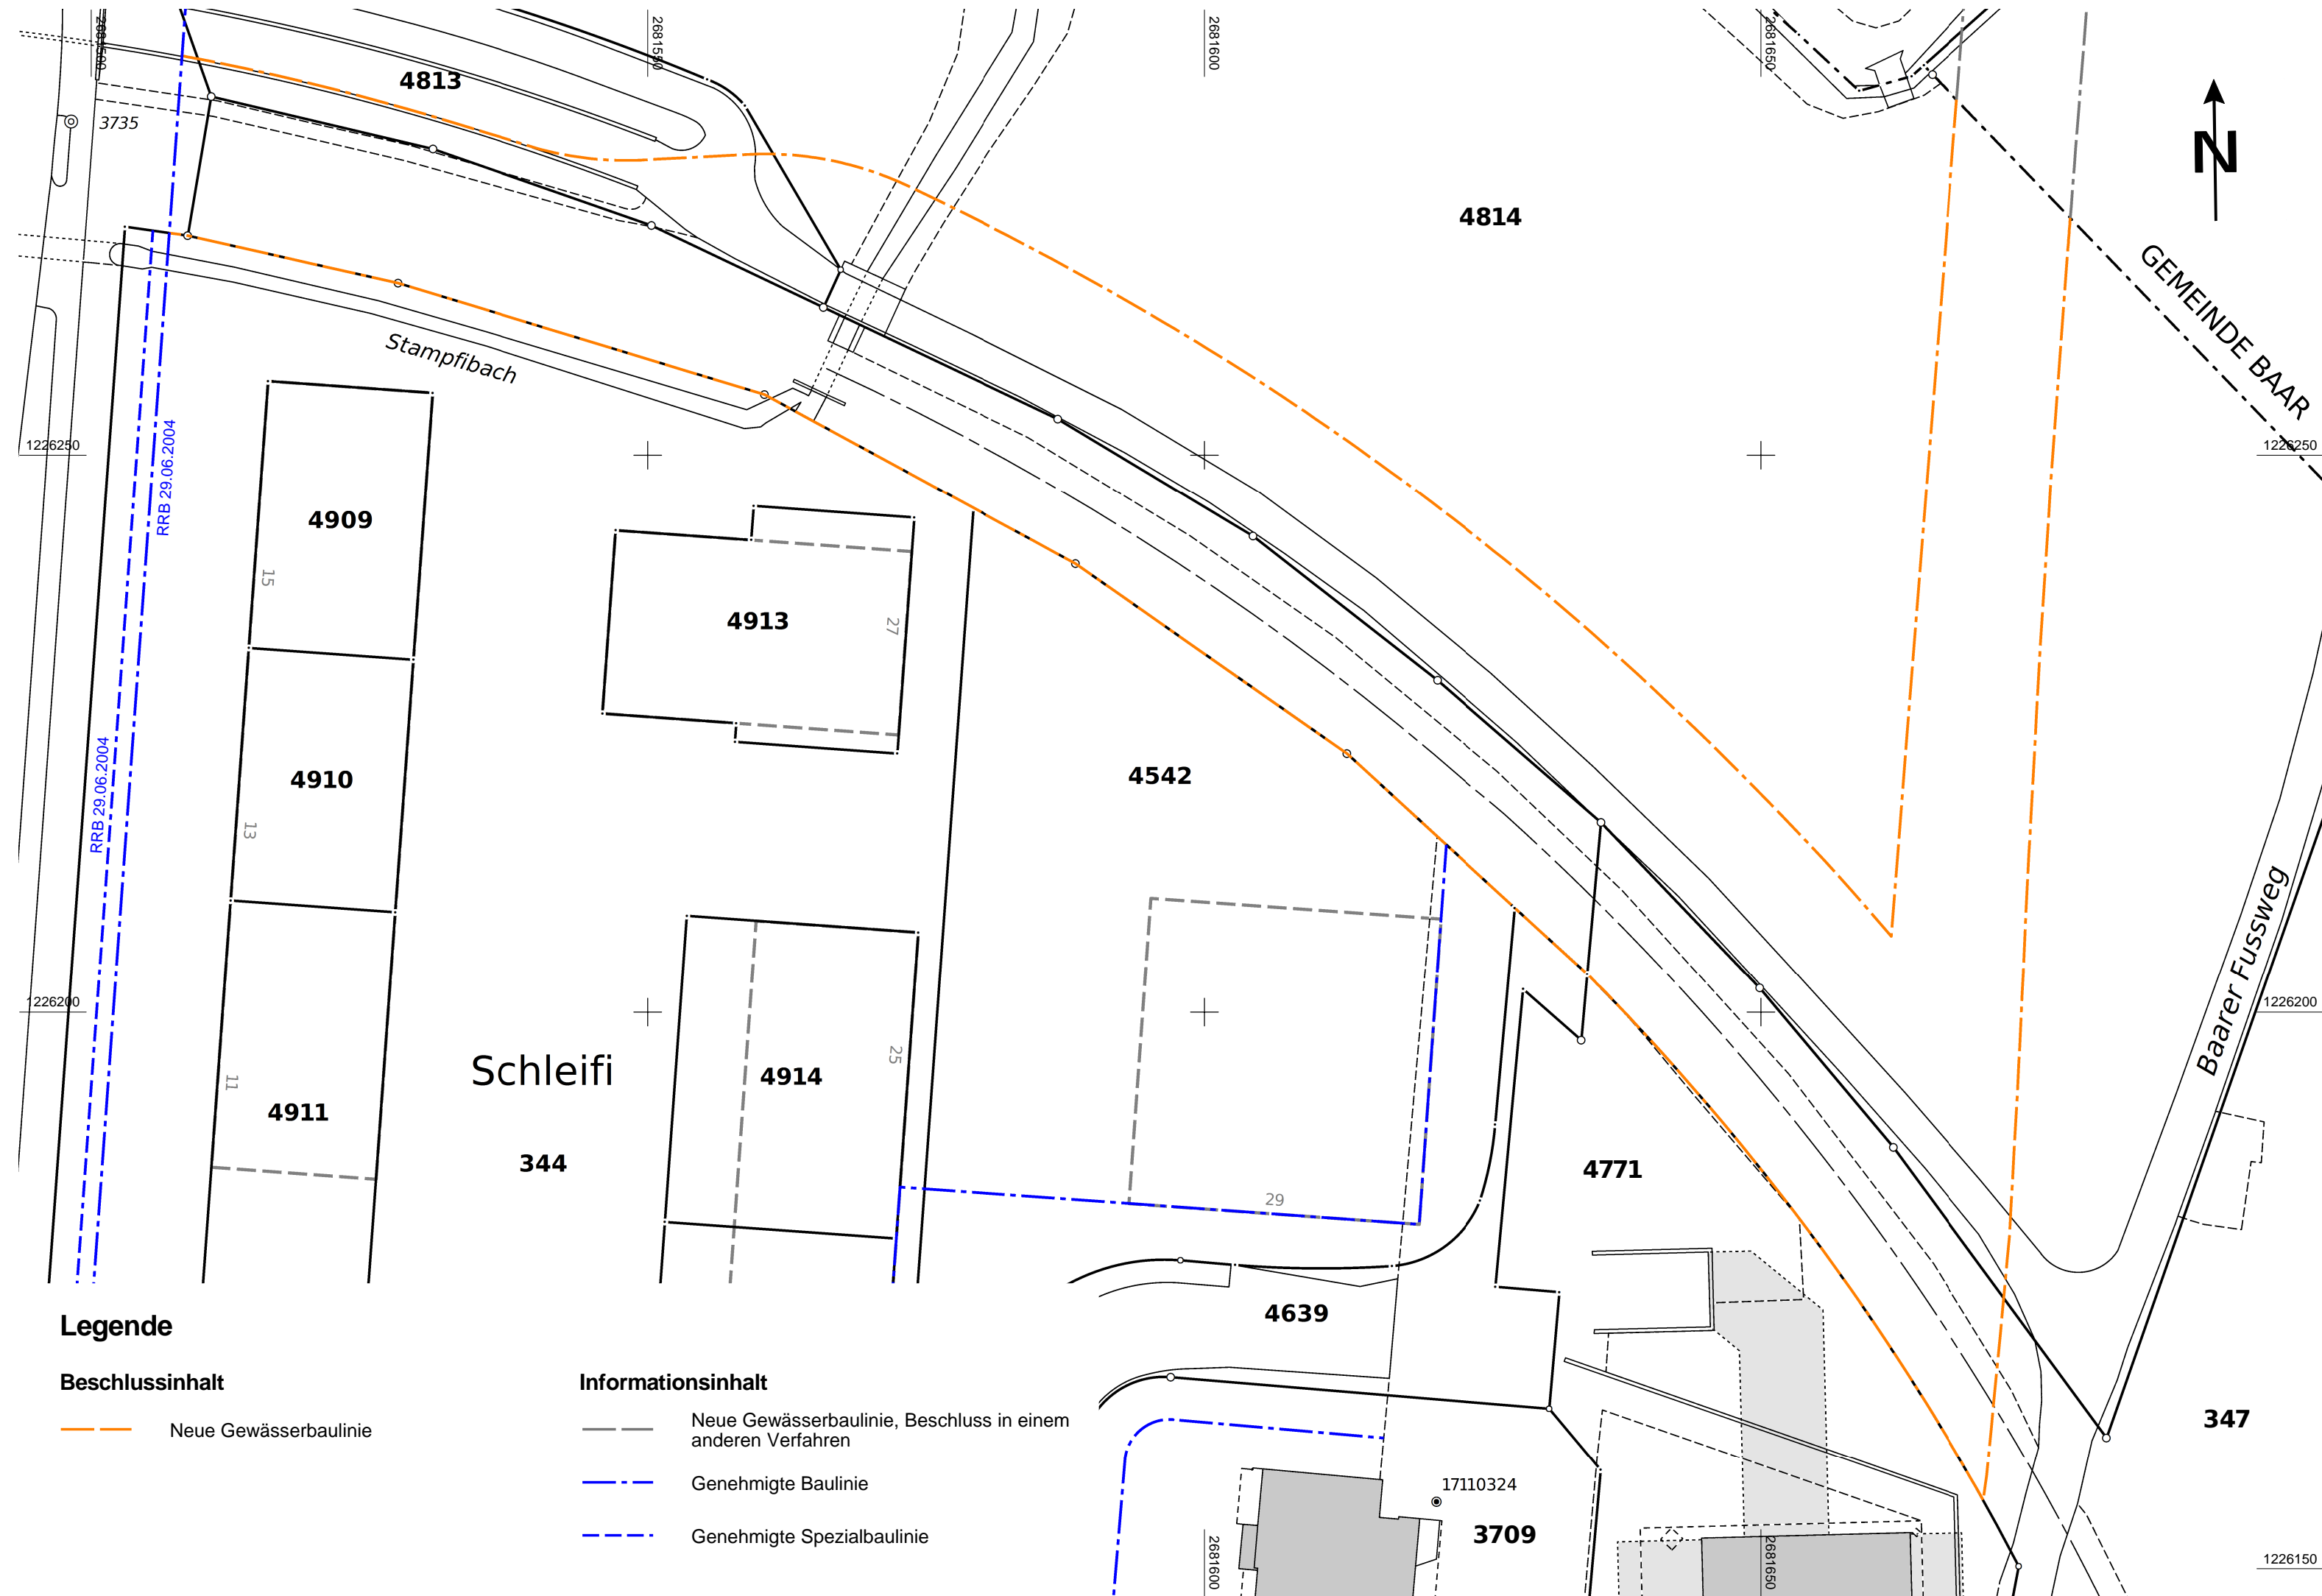 2681500
2681550
2681600
2681650
4813
3735
N
4814
GEMEINDE BAAR
Stampfibach
1226250
1226250
RRB 29.06.2004
4909
15
4913
27
4910
13
4542
RRB 29.06.2004
Baarer Fussweg
1226200
1226200
Schleifi
4914
25
4911
11
344
4771
29
4639
347
Legende
Beschlussinhalt
Neue Gewässerbaulinie
Informationsinhalt
Neue Gewässerbaulinie, Beschluss in einem
anderen Verfahren
Genehmigte Baulinie
Genehmigte Spezialbaulinie
17110324
3709
2681600
2681650
1226150